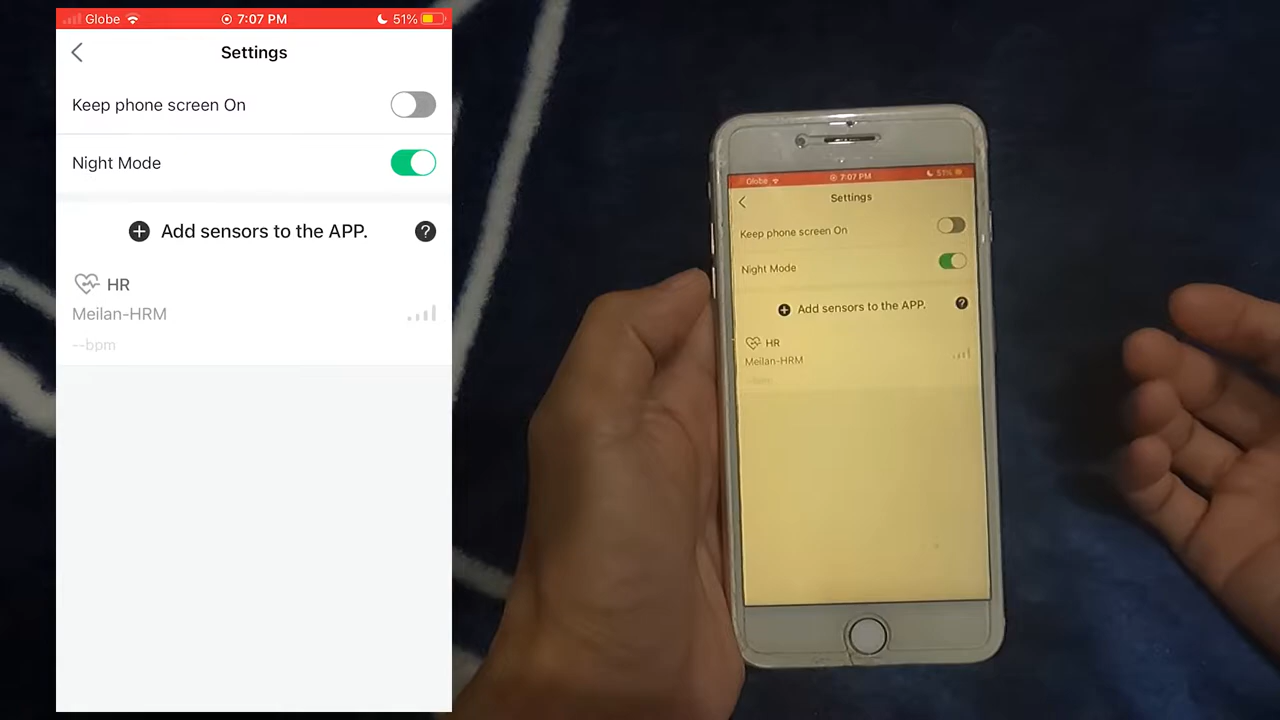 Globe 7:07 PM 51%
Settings
Keep phone screen On
Night Mode
Add sensors to the APP. ?
HR
Meilan-HRM
--bpm
Globe 7:07 PM 51%
Settings
Keep phone screen On
Night Mode
Add sensors to the APP. ?
HR
Meilan-HRM